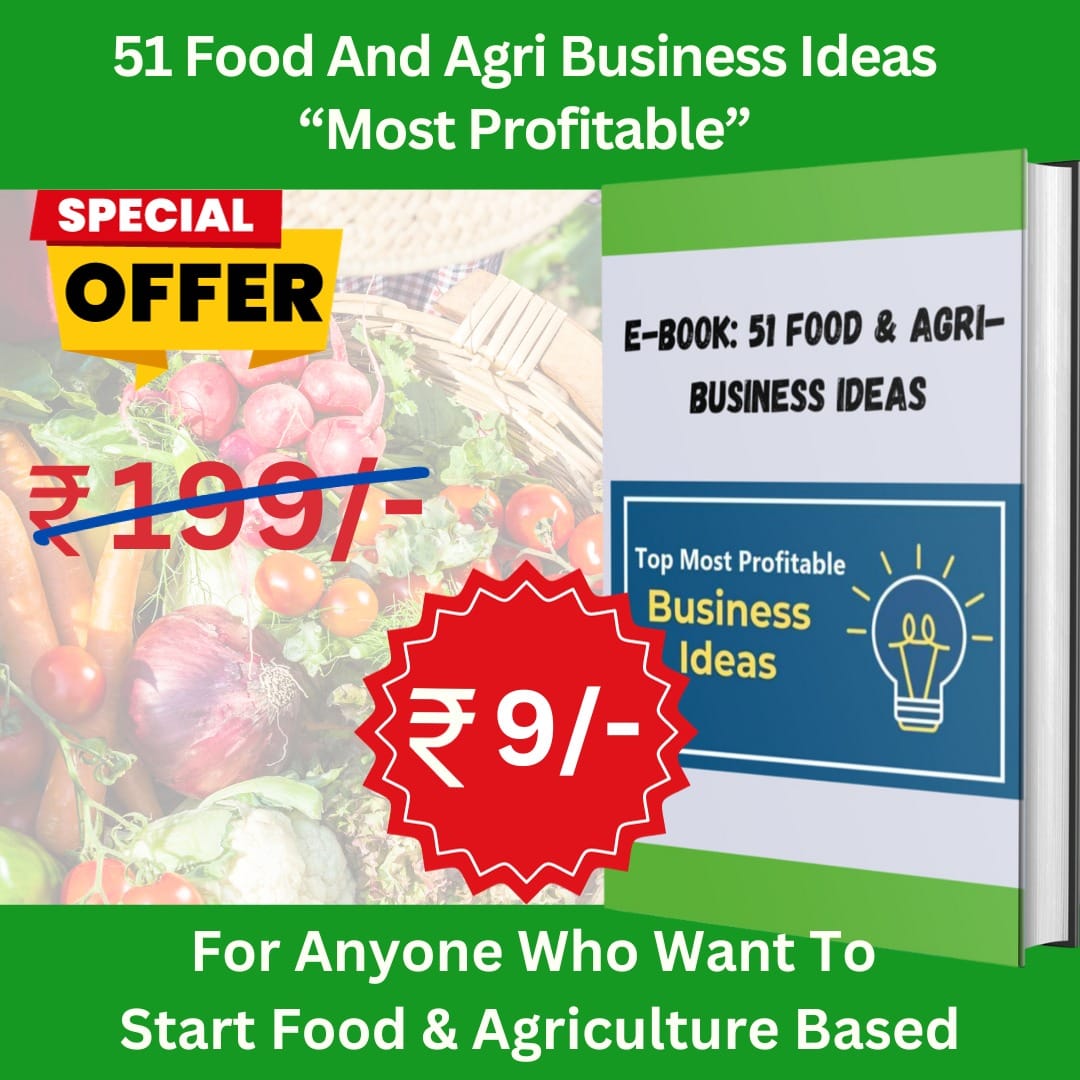 51 Food And Agri Business Ideas
“Most Profitable”
SPECIAL
OFFER
₹199/-
₹9/-
E-BOOK: 51 FOOD & AGRI-
BUSINESS IDEAS
Top Most Profitable
Business
Ideas
For Anyone Who Want To
Start Food & Agriculture Based